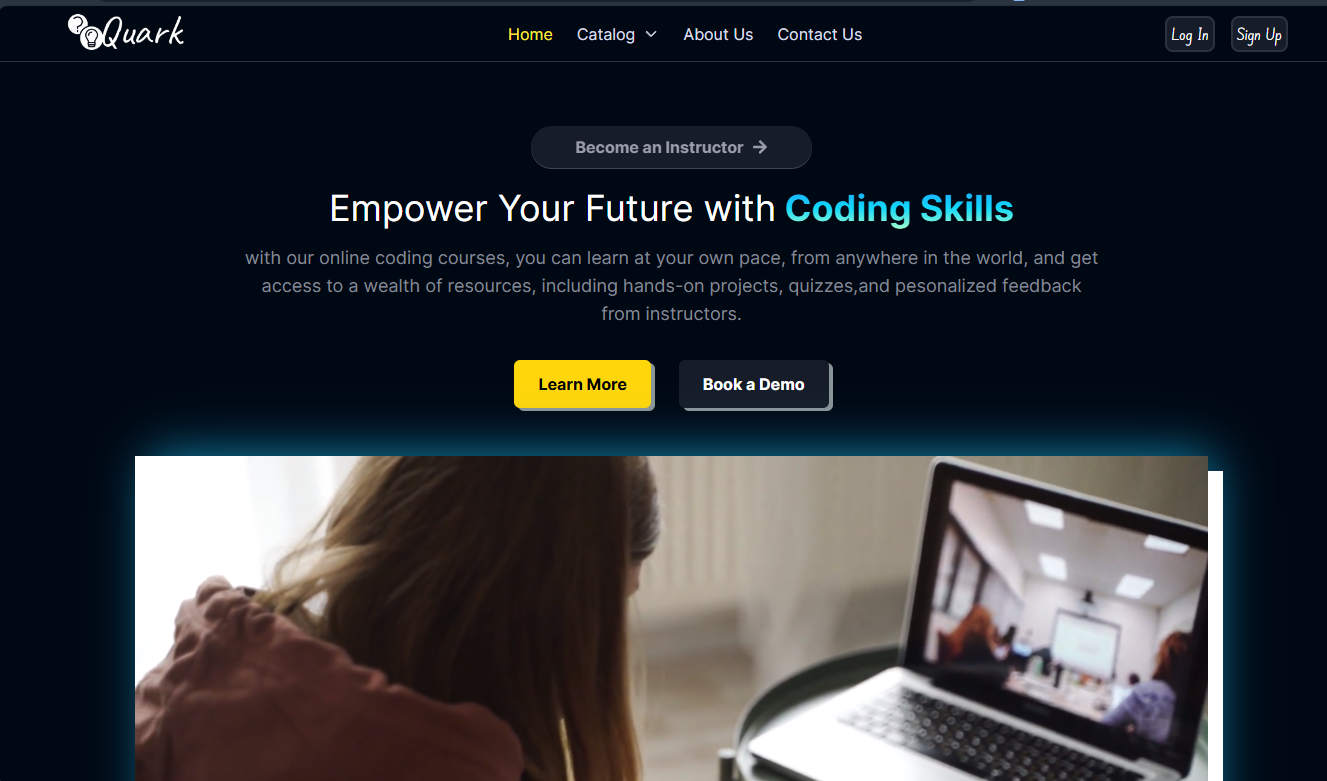 Quark
Home Catalog About Us Contact Us
Log In Sign Up
Become an Instructor
Empower Your Future with Coding Skills
with our online coding courses, you can learn at your own pace, from anywhere in the world, and get
access to a wealth of resources, including hands-on projects, quizzes,and pesonalized feedback
from instructors.
Learn More Book a Demo